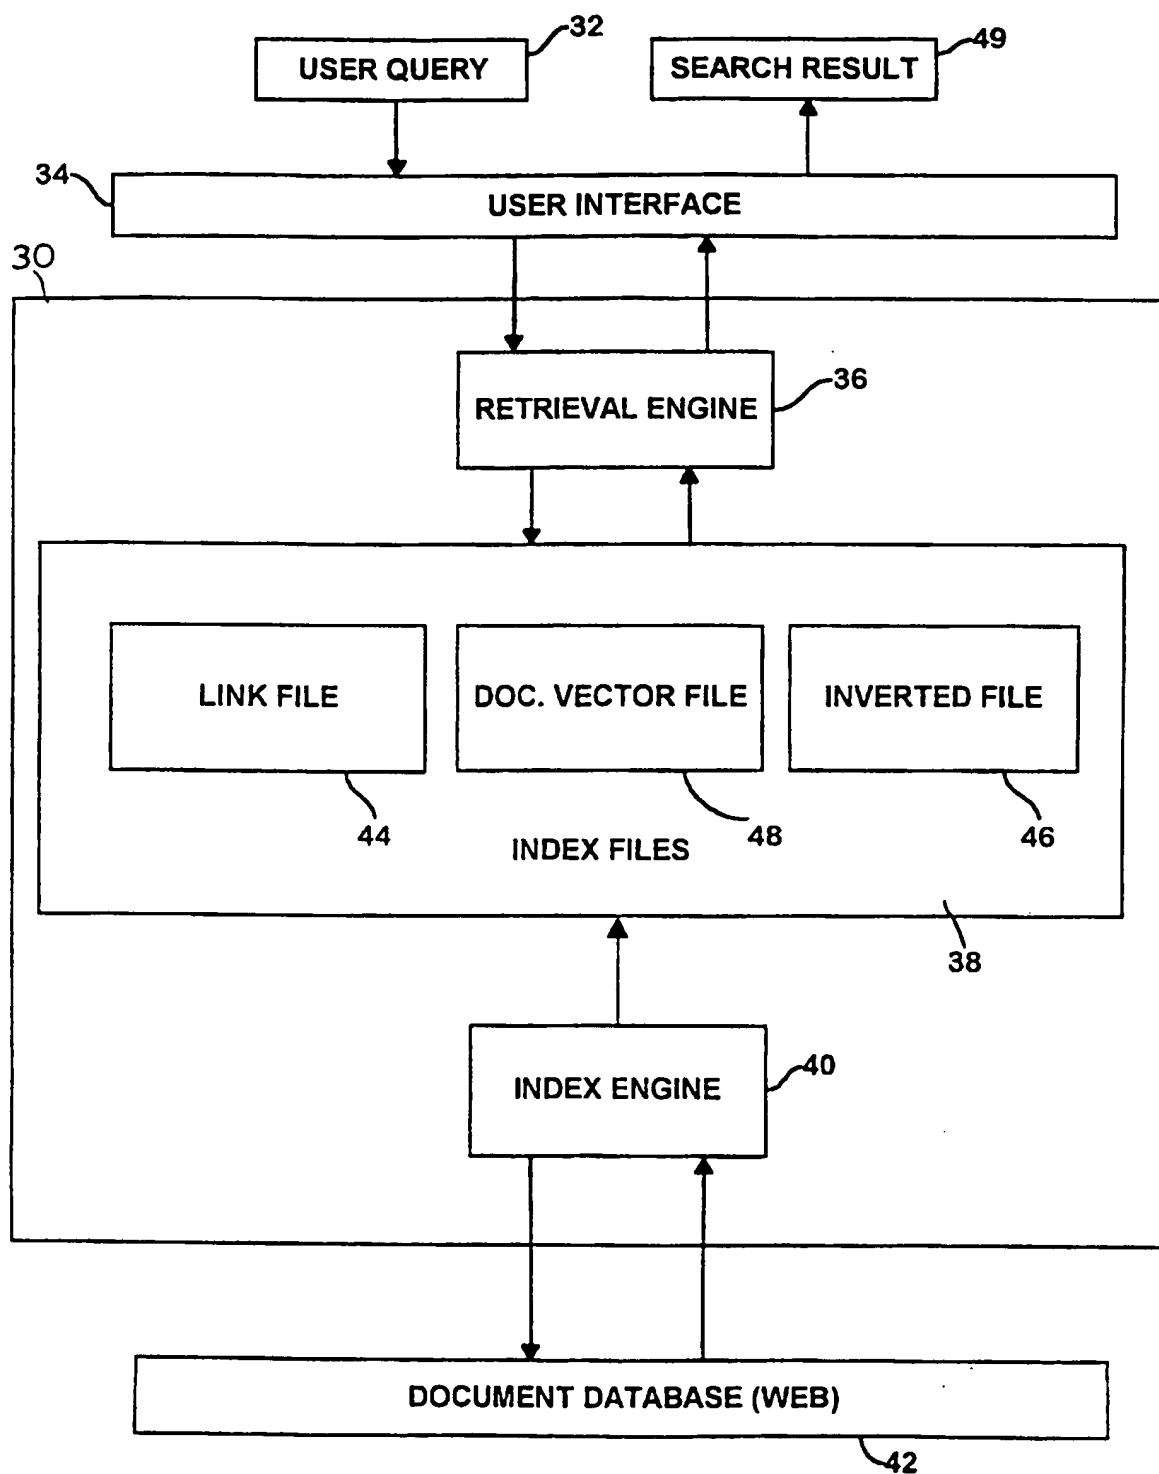 32
USER QUERY
49
SEARCH RESULT
34
USER INTERFACE
30
36
RETRIEVAL ENGINE
LINK FILE
DOC. VECTOR FILE
INVERTED FILE
44
48
46
INDEX FILES
38
40
INDEX ENGINE
DOCUMENT DATABASE (WEB)
42